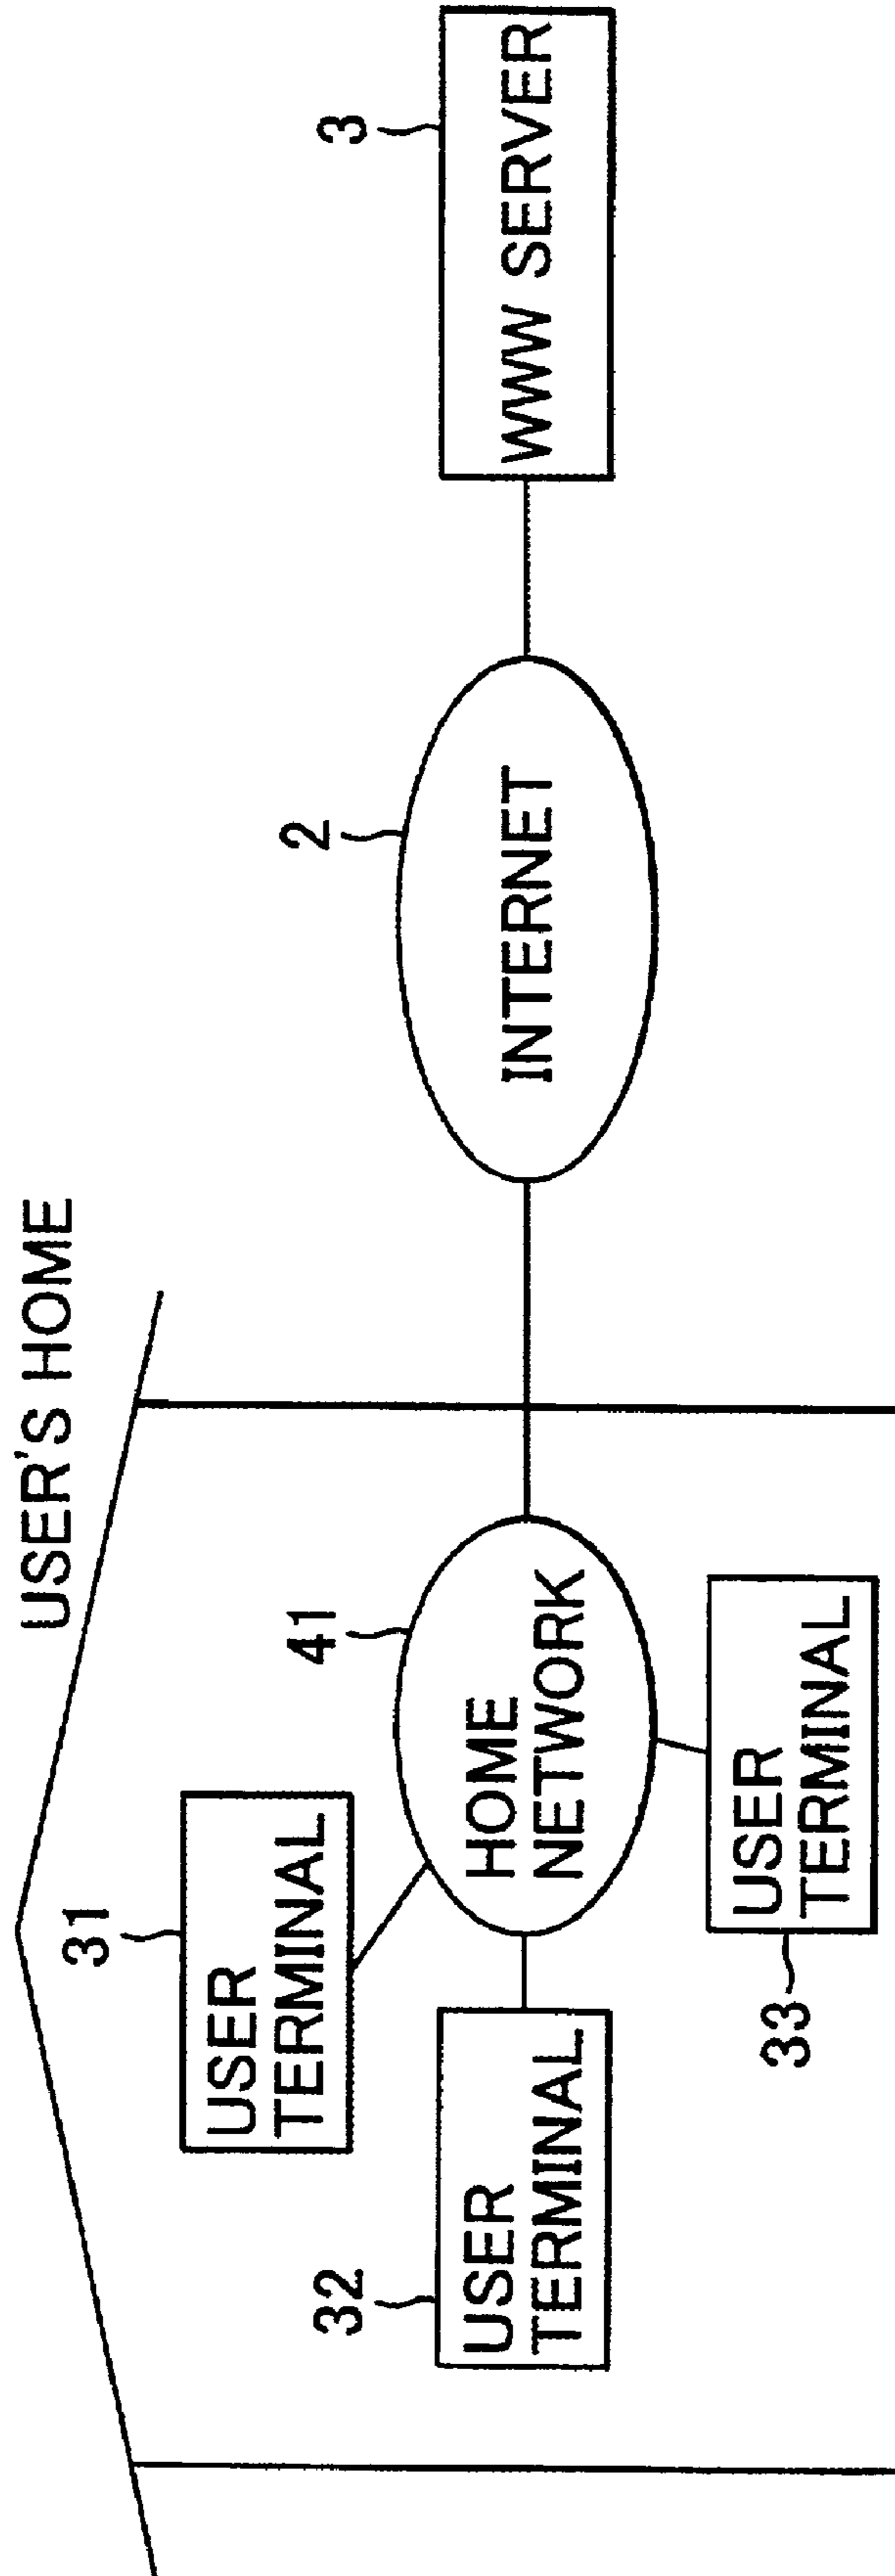 USER'S HOME
31
USER
TERMINAL
32
USER
TERMINAL
41
HOME
NETWORK
33
USER
TERMINAL
2
INTERNET
3
WWW SERVER